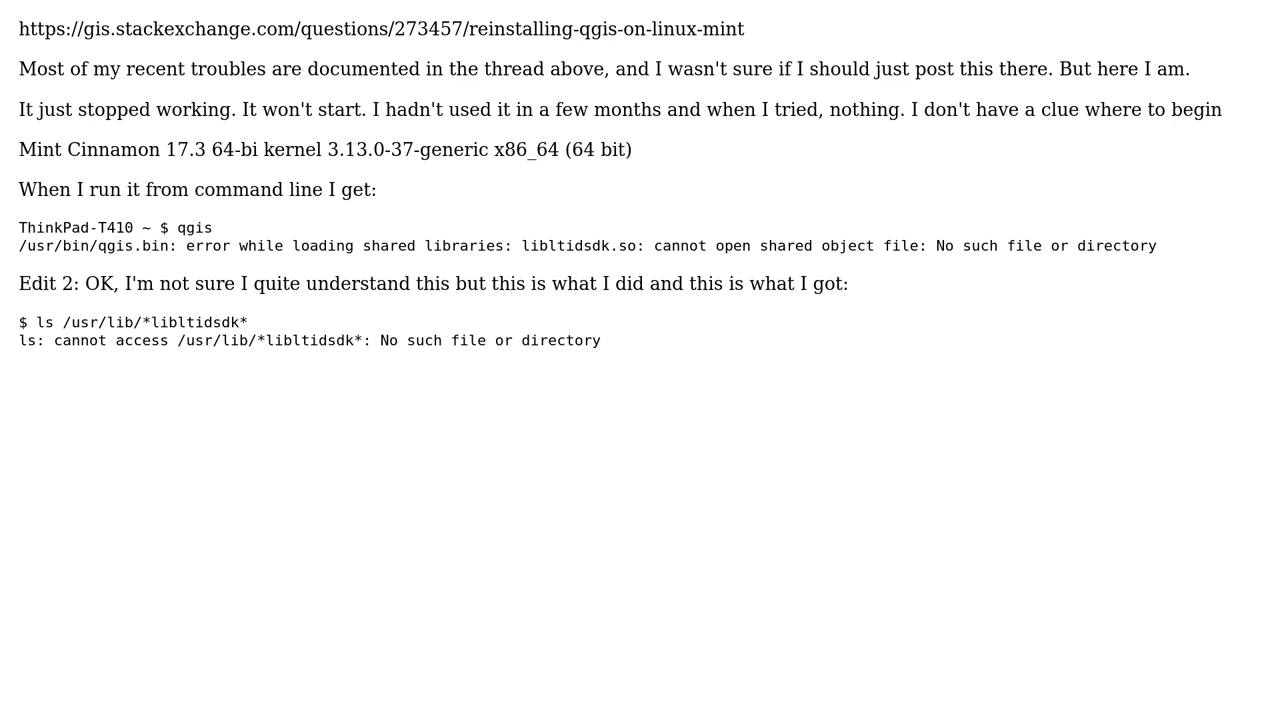 https://gis.stackexchange.com/questions/273457/reinstalling-qgis-on-linux-mint
Most of my recent troubles are documented in the thread above, and I wasn't sure if I should just post this there. But here I am.
It just stopped working. It won't start. I hadn't used it in a few months and when I tried, nothing. I don't have a clue where to begin
Mint Cinnamon 17.3 64-bi kernel 3.13.0-37-generic x86_64 (64 bit)
When I run it from command line I get:
ThinkPad-T410 ~ $ qgis
/usr/bin/qgis.bin: error while loading shared libraries: libltidsdk.so: cannot open shared object file: No such file or directory
Edit 2: OK, I'm not sure I quite understand this but this is what I did and this is what I got:
$ ls /usr/lib/*libltidsdk*
ls: cannot access /usr/lib/*libltidsdk*: No such file or directory